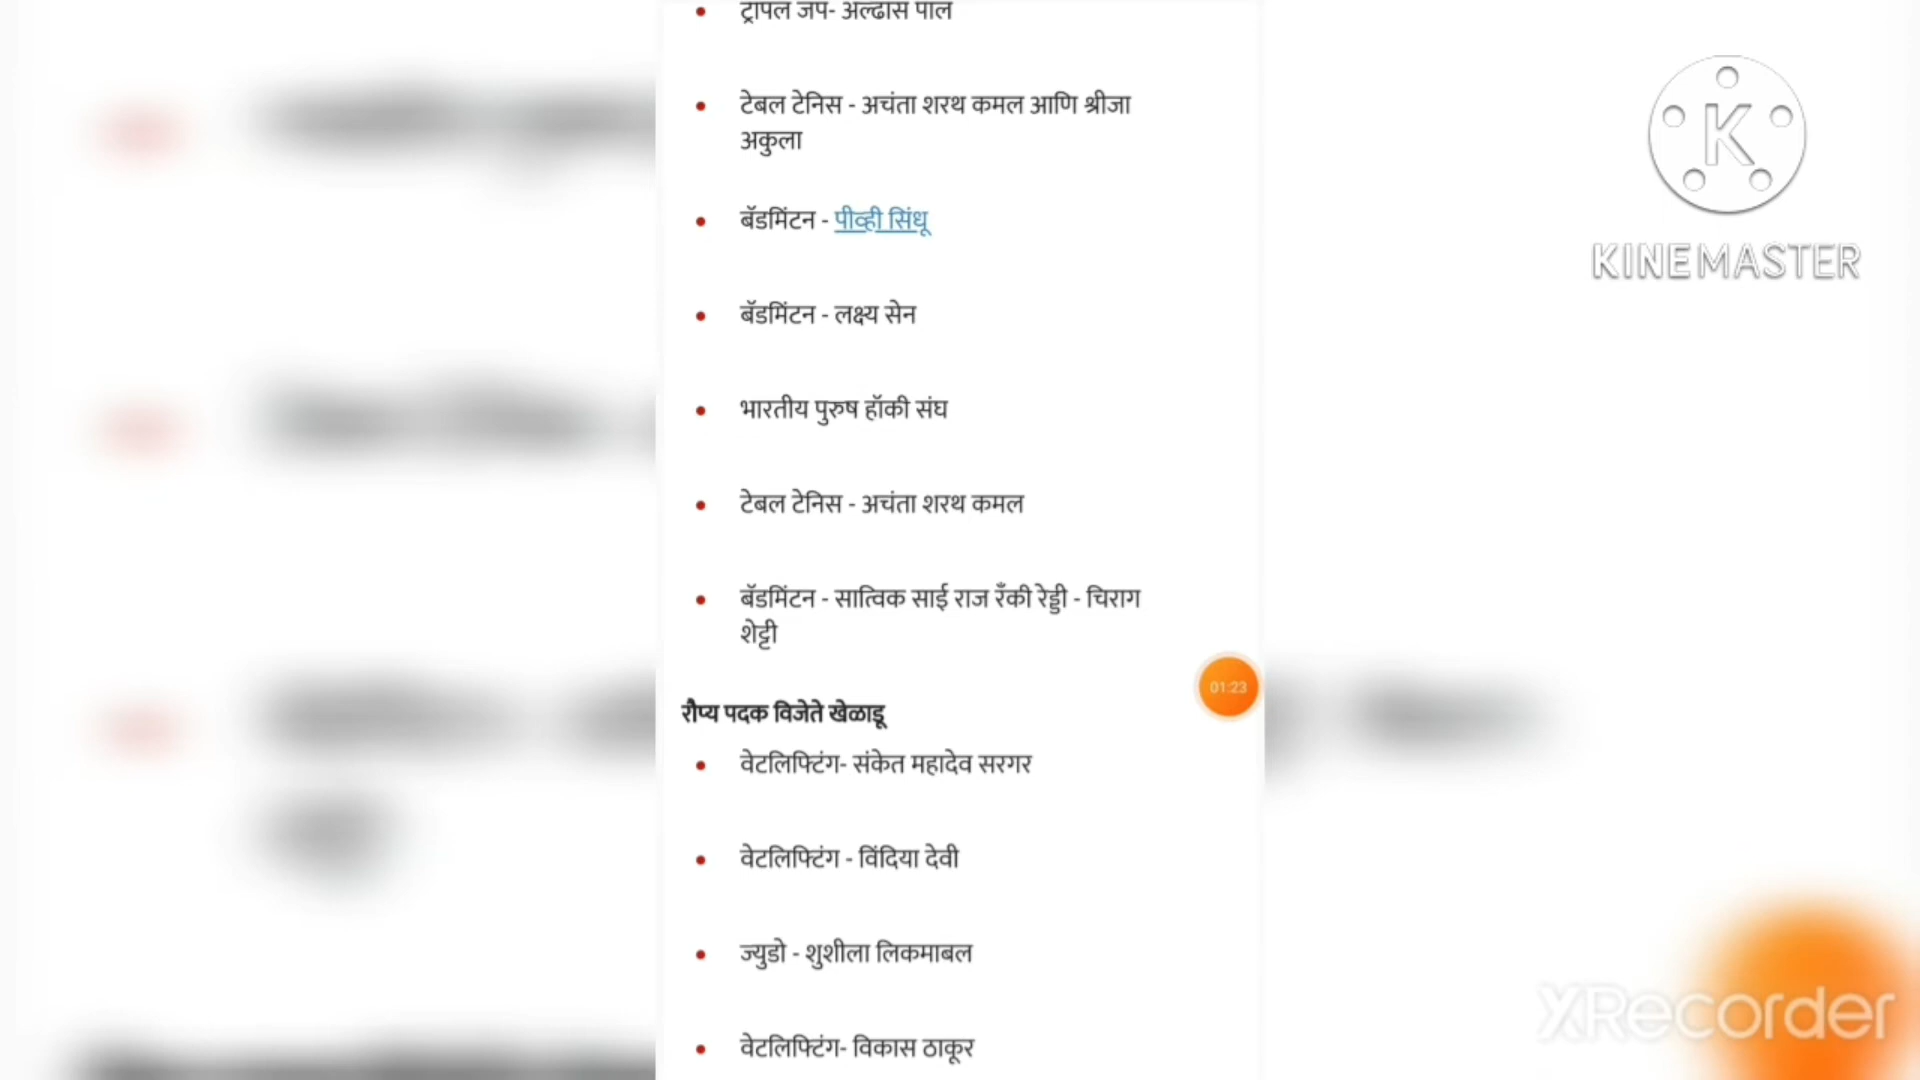 ट्रिपल जंप- अल्ढास पॉल
टेबल टेनिस - अचंता शरथ कमल आणि श्रीजा
अकुला
बॅडमिंटन - पीव्ही सिंधू
बॅडमिंटन - लक्ष्य सेन
भारतीय पुरुष हॉकी संघ
टेबल टेनिस - अचंता शरथ कमल
बॅडमिंटन - सात्विक साई राज रँकी रेड्डी - चिराग
शेट्टी
रौप्य पदक विजेते खेळाडू
वेटलिफ्टिंग- संकेत महादेव सरगर
वेटलिफ्टिंग - विंदिया देवी
ज्युडो - शुशीला लिकमाबल
वेटलिफ्टिंग- विकास ठाकूर
01:23
K
KINEMASTER
XRecorder